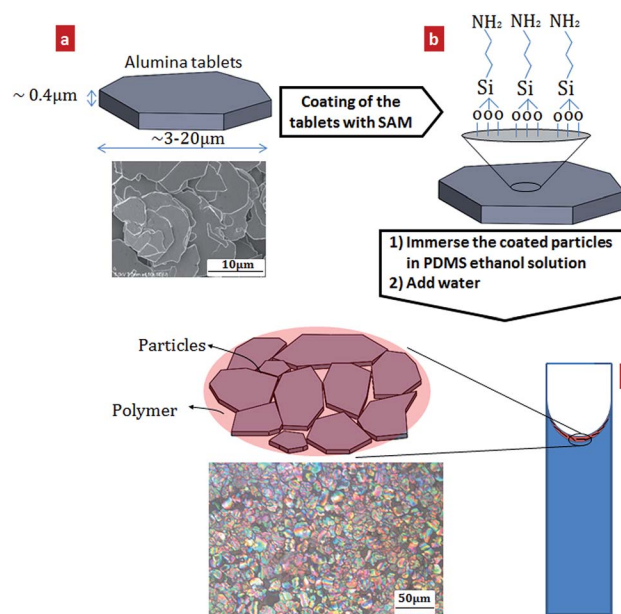 a
Alumina tablets
~ 0.4μm
~3-20μm
10μm
Coating of the
tablets with SAM
b
NH₂ NH₂ NH₂
Si Si Si
OOO OOO OOO
1) Immerse the coated particles
in PDMS ethanol solution
2) Add water
Particles
Polymer
50μm